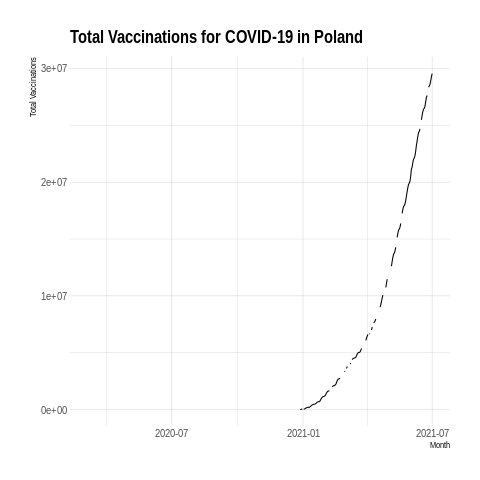 Total Vaccinations for COVID-19 in Poland
Total Vaccinations
3e+07
2e+07
1e+07
0e+00
2020-07
2021-01
2021-07
Month